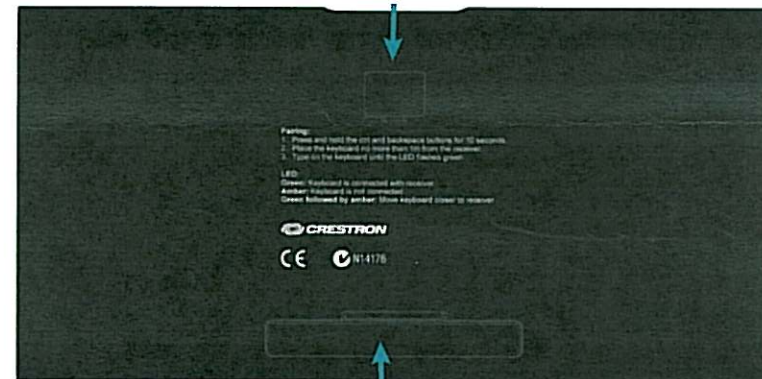 Pairing:
1. Press and hold the ctrl and backspace buttons for 10 seconds.
2. Place the keyboard no more than 1m from the receiver.
3. Type on the keyboard until the LED flashes green.
LED:
Green: Keyboard is connected with receiver.
Amber: Keyboard is not connected.
Green followed by amber: Move keyboard closer to receiver.
CRESTRON
CE N14176